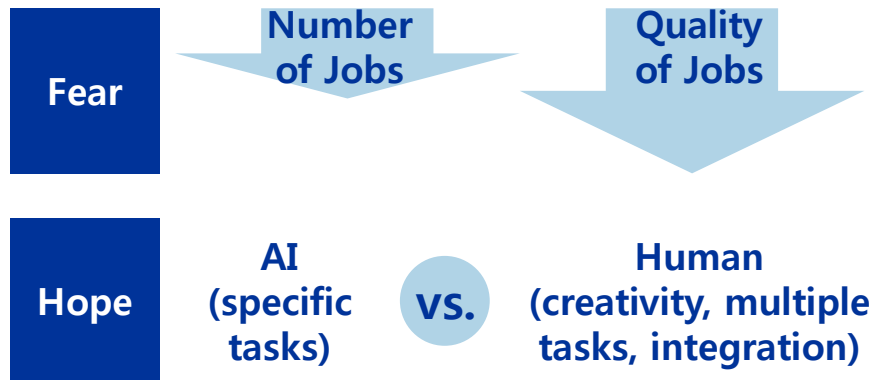 Fear
Number
of Jobs
Quality
of Jobs
Hope
AI
(specific
tasks)
vs.
Human
(creativity, multiple
tasks, integration)